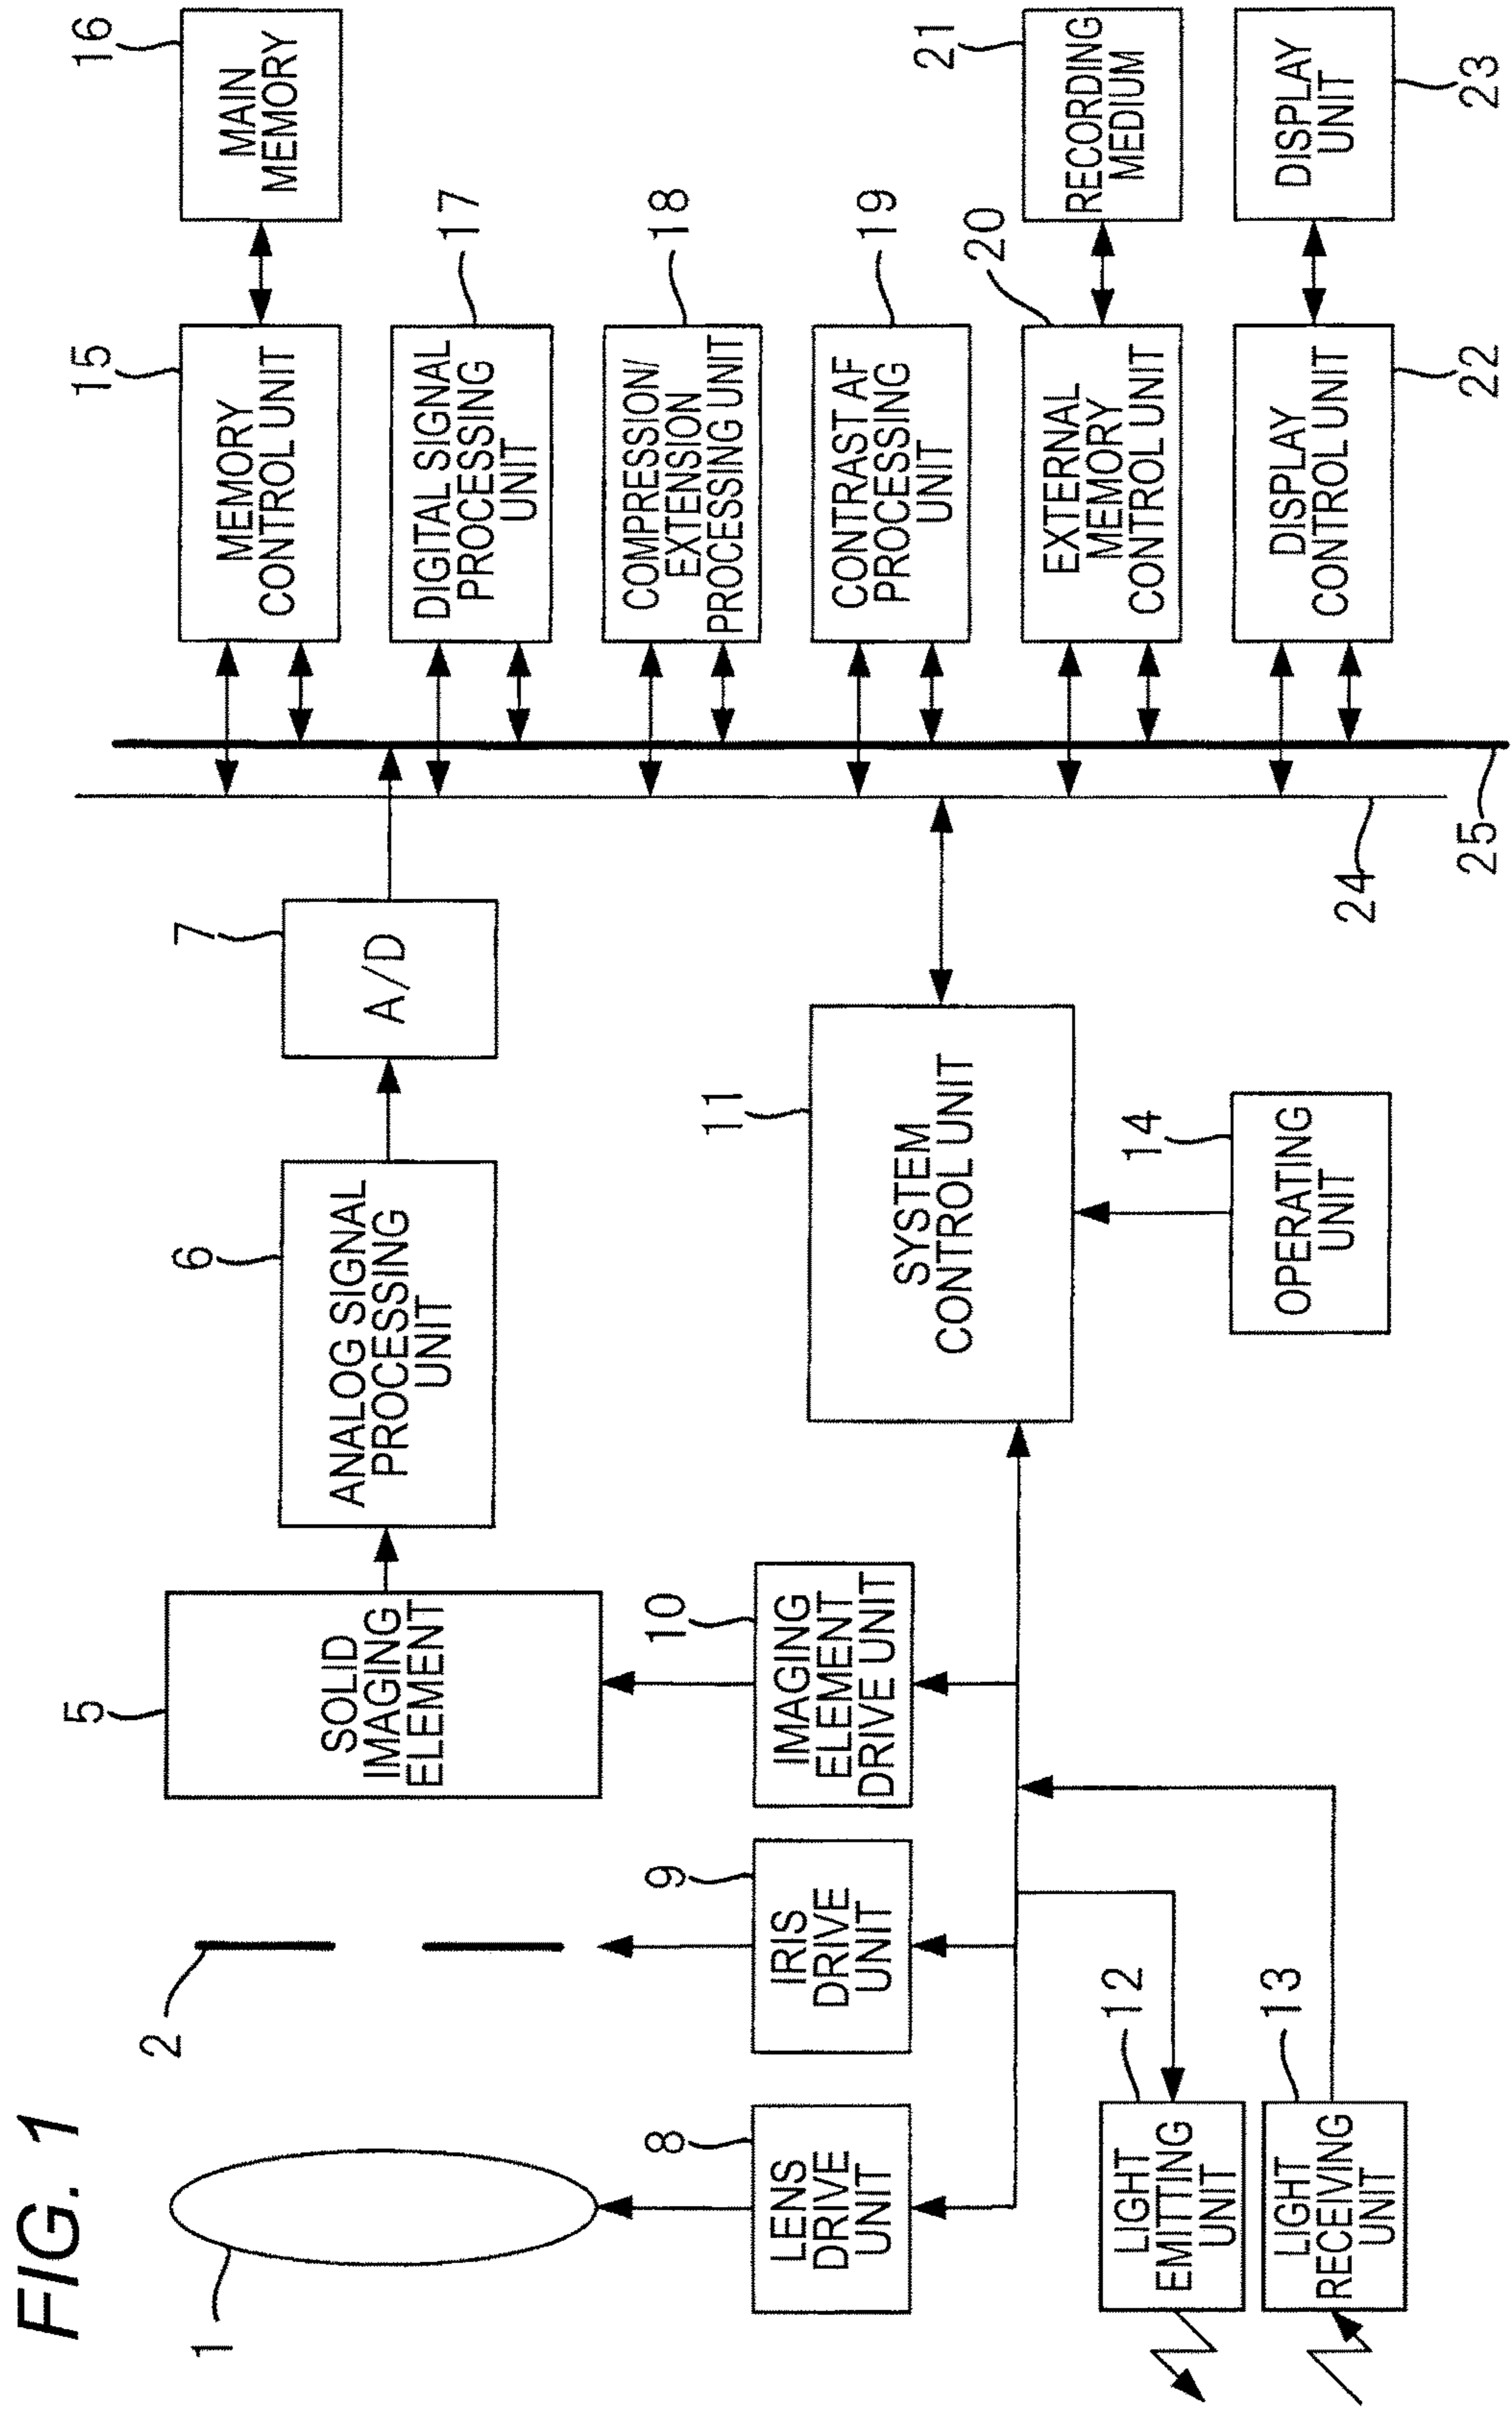 FIG. 1
1
2
5
SOLID
IMAGING
ELEMENT
6
ANALOG SIGNAL
PROCESSING
UNIT
7
A/D
8
LENS
DRIVE
UNIT
9
IRIS
DRIVE
UNIT
10
IMAGING
ELEMENT
DRIVE UNIT
11
SYSTEM
CONTROL UNIT
12
LIGHT
EMITTING
UNIT
13
LIGHT
RECEIVING
UNIT
14
OPERATING
UNIT
15
MEMORY
CONTROL UNIT
16
MAIN
MEMORY
17
DIGITAL SIGNAL
PROCESSING
UNIT
18
COMPRESSION/
EXTENSION
PROCESSING UNIT
19
CONTRAST AF
PROCESSING
UNIT
20
EXTERNAL
MEMORY
CONTROL UNIT
21
RECORDING
MEDIUM
22
DISPLAY
CONTROL UNIT
23
DISPLAY
UNIT
24
25